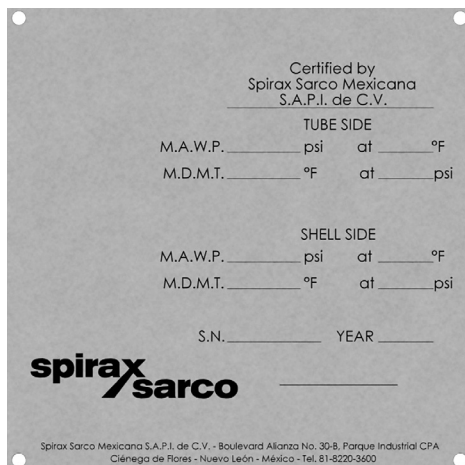 Certified by
Spirax Sarco Mexicana
S.A.P.I. de C.V.
TUBE SIDE
M.A.W.P. psi at °F
M.D.M.T. °F at psi
SHELL SIDE
M.A.W.P. psi at °F
M.D.M.T. °F at psi
S.N. YEAR
spirax
sarco
Spirax Sarco Mexicana S.A.P.I. de C.V. - Boulevard Alianza No. 30-B, Parque Industrial CPA
Ciénega de Flores - Nuevo León - México - Tel. 81-8220-3600